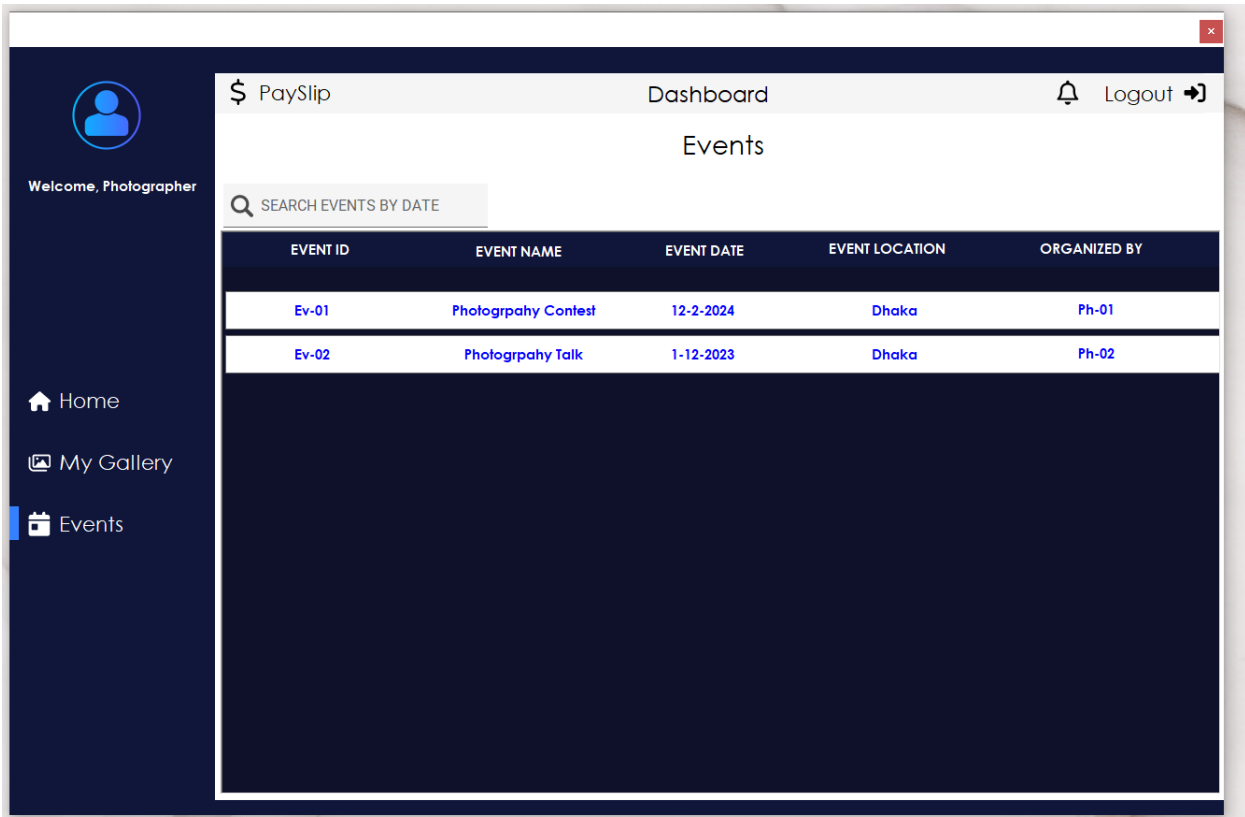 PaySlip Dashboard Logout
Events
Welcome, Photographer
SEARCH EVENTS BY DATE
EVENT ID EVENT NAME EVENT DATE EVENT LOCATION ORGANIZED BY
Ev-01 Photogrpahy Contest 12-2-2024 Dhaka Ph-01
Ev-02 Photogrpahy Talk 1-12-2023 Dhaka Ph-02
Home
My Gallery
Events